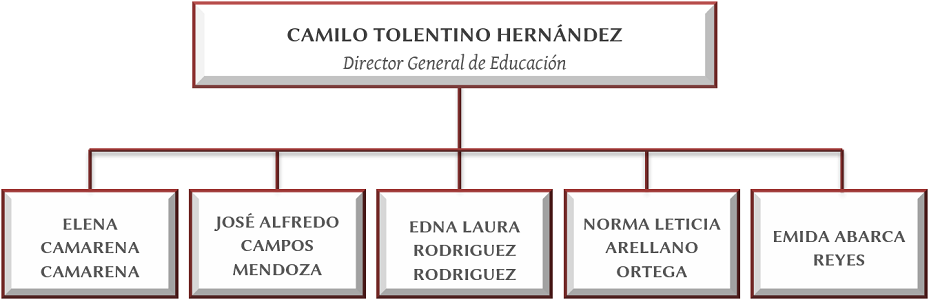 CAMILO TOLENTINO HERNÁNDEZ
Director General de Educación
ELENA
CAMARENA
CAMARENA
JOSÉ ALFREDO
CAMPOS
MENDOZA
EDNA LAURA
RODRIGUEZ
RODRIGUEZ
NORMA LETICIA
ARELLANO
ORTEGA
EMIDA ABARCA
REYES